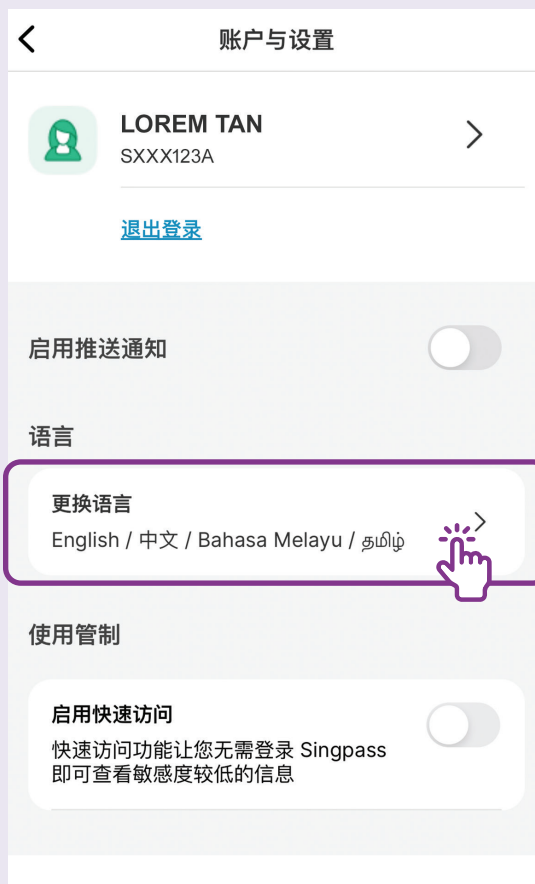 账户与设置
LOREM TAN
SXXX123A
退出登录
启用推送通知
语言
更换语言
English / 中文 / Bahasa Melayu / தமிழ்
使用管制
启用快速访问
快速访问功能让您无需登录 Singpass
即可查看敏感度较低的信息